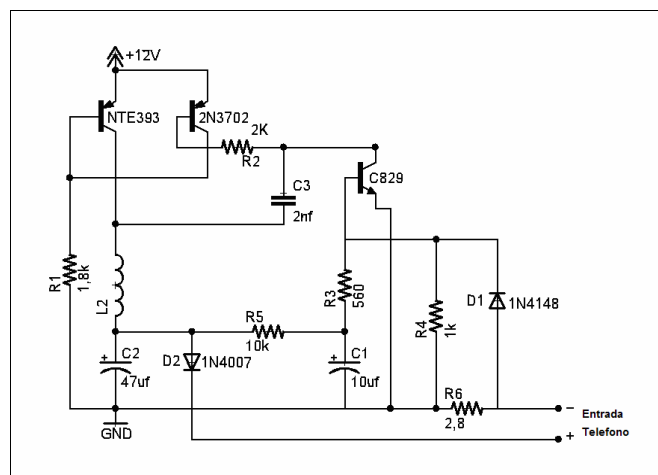 +12V
NTE393
2N3702
2K
R2
C829
C3
2nf
R1
1,8k
L2
R3
560
R4
1k
D1
1N4148
R5
10k
C2
47uf
D2
1N4007
C1
10uf
R6
2,8
GND
- Entrada
+ Telefono